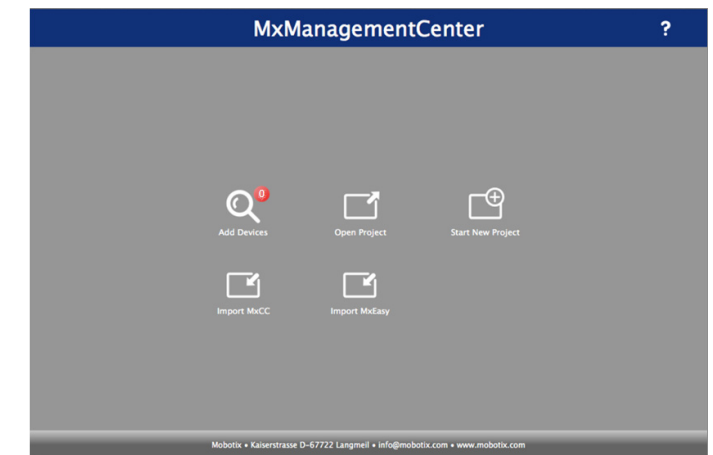 MxManagementCenter ?
0
Add Devices Open Project Start New Project
Import MxCC Import MxEasy
Mobotix • Kaiserstrasse D-67722 Langmeil • info@mobotix.com • www.mobotix.com